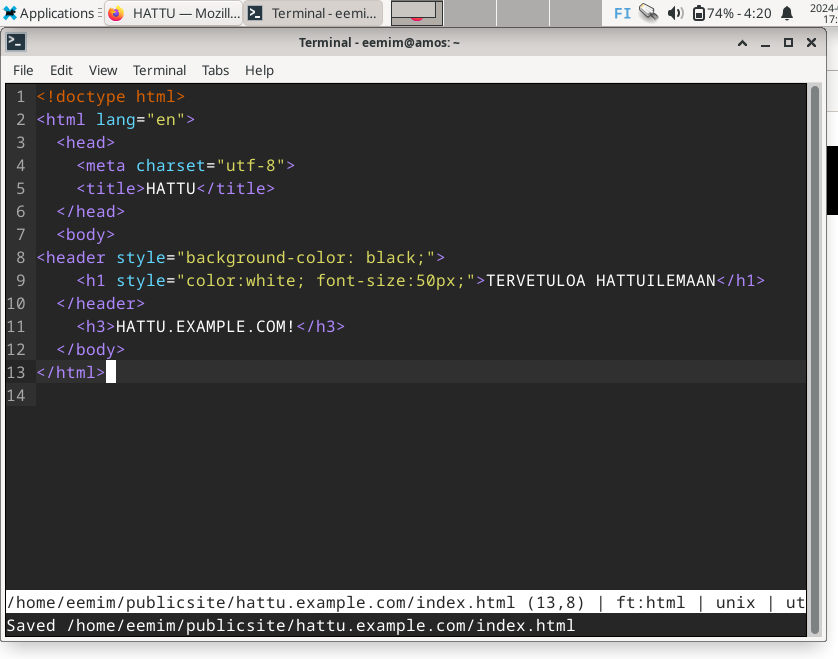 Applications HATTU — Mozill... Terminal - eemi... FI 74% - 4:20 17:
Terminal - eemim@amos: ~
File Edit View Terminal Tabs Help
1 <!doctype html>
2 <html lang="en">
3 <head>
4 <meta charset="utf-8">
5 <title>HATTU</title>
6 </head>
7 <body>
8 <header style="background-color: black;">
9 <h1 style="color:white; font-size:50px;">TERVETULOA HATTUILEMAAN</h1>
10 </header>
11 <h3>HATTU.EXAMPLE.COM!</h3>
12 </body>
13 </html>
14
/home/eemim/publicsite/hattu.example.com/index.html (13,8) | ft:html | unix | ut
Saved /home/eemim/publicsite/hattu.example.com/index.html